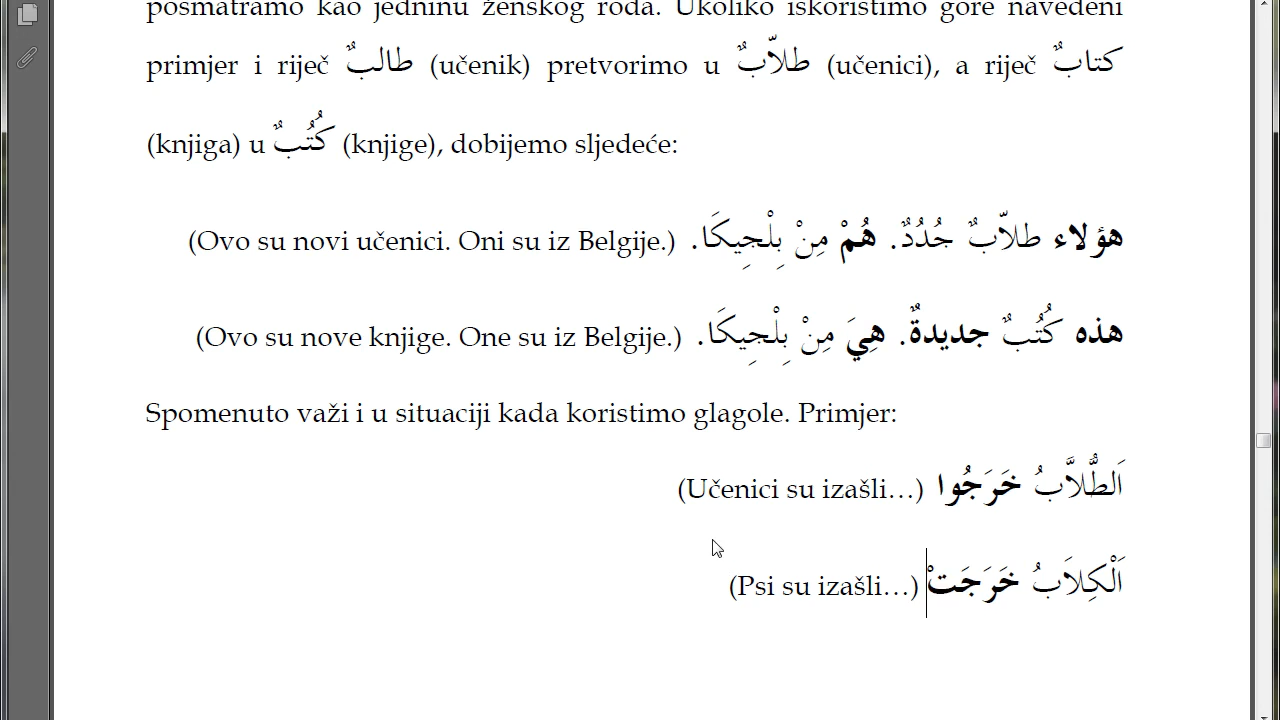 posmatramo kao jedninu ženskog roda. Ukoliko iskoristimo gore navedeni
primjer i riječ طالبٌ (učenik) pretvorimo u طلاّبٌ (učenici), a riječ كتابٌ
(knjiga) u كُتُبٌ (knjige), dobijemo sljedeće:
هؤلاء طلاّبٌ جُدُدٌ. هُمْ مِنْ بِلْجِيكَا. (Ovo su novi učenici. Oni su iz Belgije.)
هذه كُتُبٌ جديدةٌ. هِيَ مِنْ بِلْجِيكَا. (Ovo su nove knjige. One su iz Belgije.)
Spomenuto važi i u situaciji kada koristimo glagole. Primjer:
اَلطُّلاَّبُ خَرَجُوا (Učenici su izašli…)
اَلْكِلاَبُ خَرَجَتْ (Psi su izašli…)